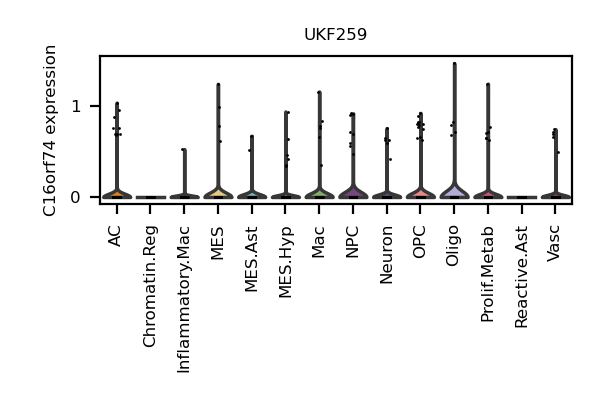 UKF259
C16orf74 expression
1
0
AC
Chromatin.Reg
Inflammatory.Mac
MES
MES.Ast
MES.Hyp
Mac
NPC
Neuron
OPC
Oligo
Prolif.Metab
Reactive.Ast
Vasc